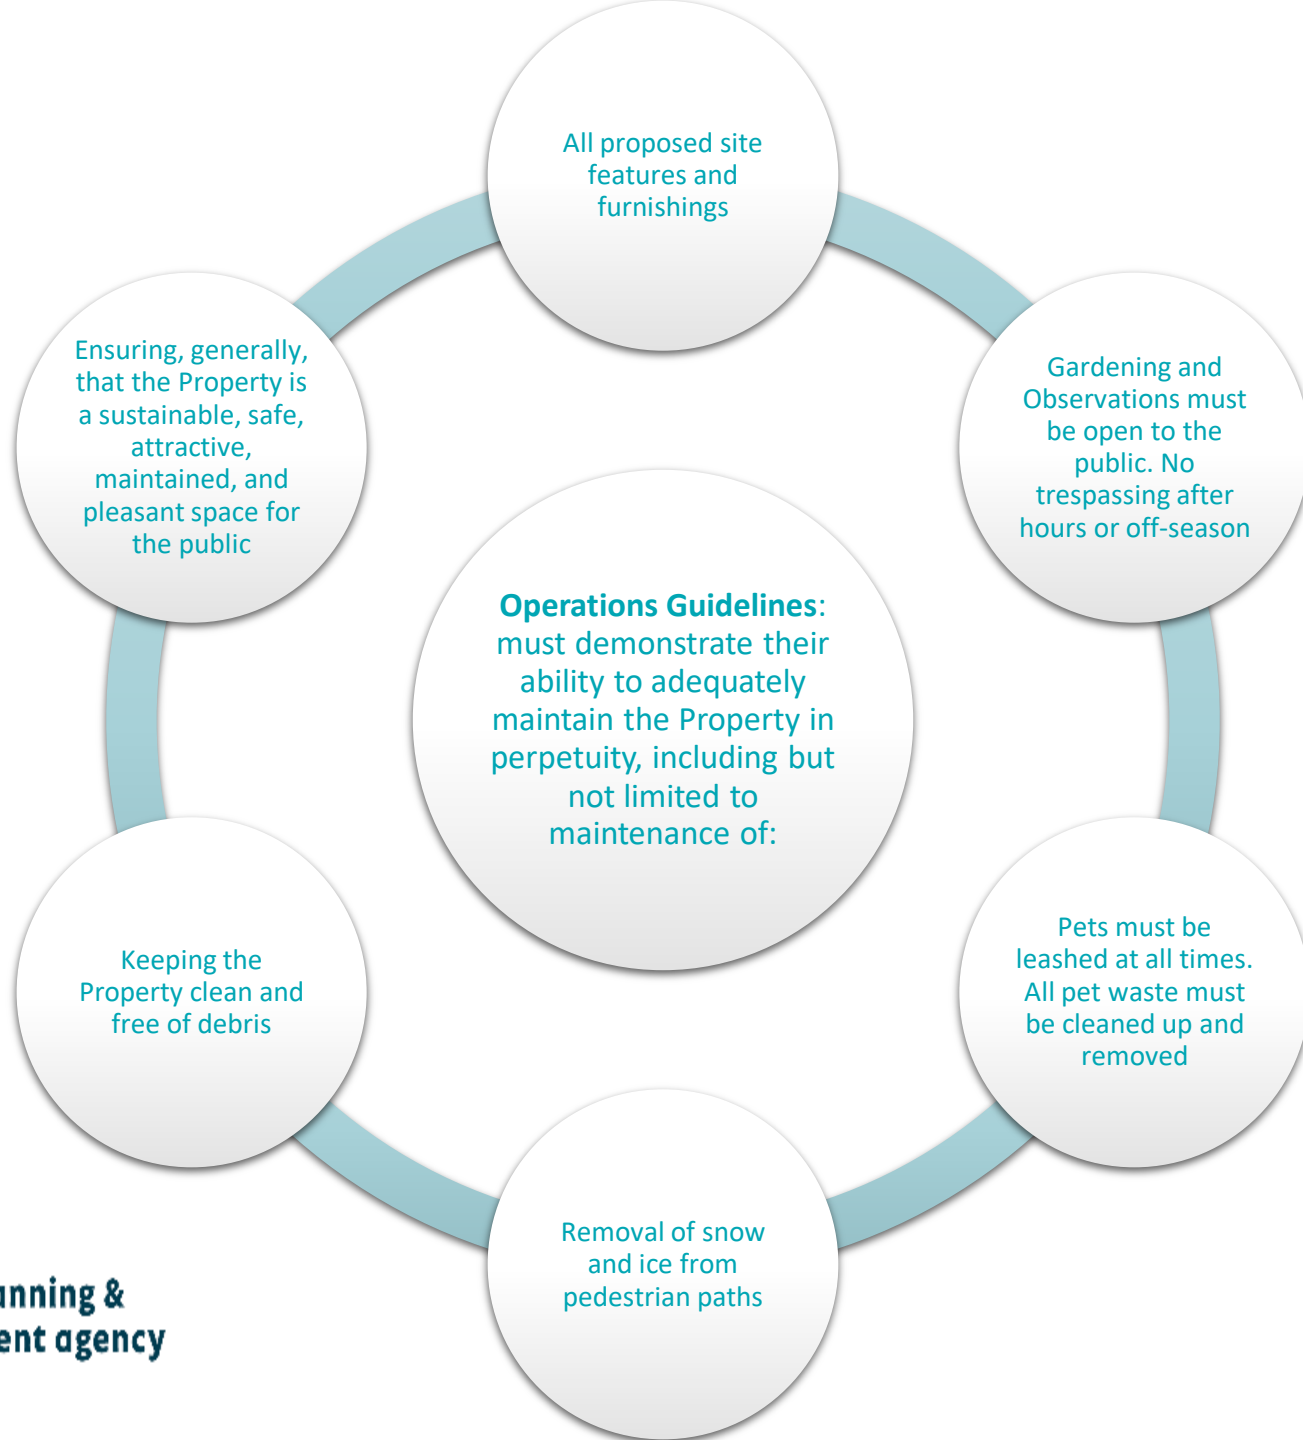 All proposed site
features and
furnishings
Gardening and
Observations must
be open to the
public. No
trespassing after
hours or off-season
Pets must be
leashed at all times.
All pet waste must
be cleaned up and
removed
Removal of snow
and ice from
pedestrian paths
Keeping the
Property clean and
free of debris
Ensuring, generally,
that the Property is
a sustainable, safe,
attractive,
maintained, and
pleasant space for
the public
Operations Guidelines:
must demonstrate their
ability to adequately
maintain the Property in
perpetuity, including but
not limited to
maintenance of:
anning &
ent agency